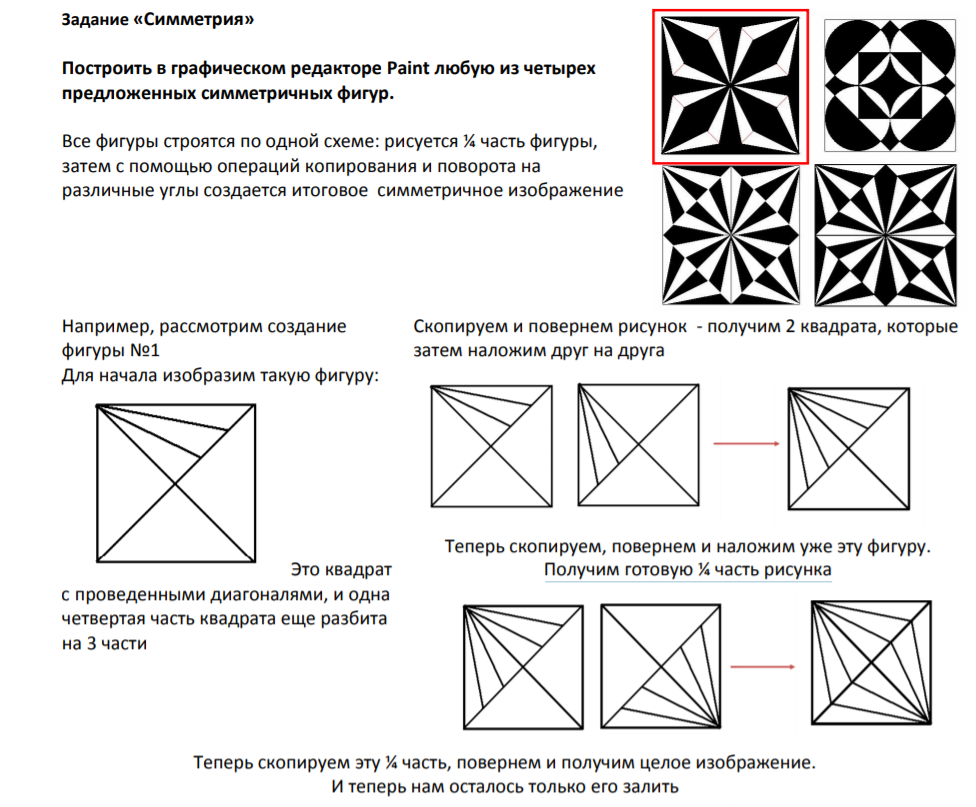 Задание «Симметрия»
Построить в графическом редакторе Paint любую из четырех
предложенных симметричных фигур.
Все фигуры строятся по одной схеме: рисуется ¼ часть фигуры,
затем с помощью операций копирования и поворота на
различные углы создается итоговое симметричное изображение
Например, рассмотрим создание
фигуры №1
Для начала изобразим такую фигуру:
Это квадрат
с проведенными диагоналями, и одна
четвертая часть квадрата еще разбита
на 3 части
Скопируем и повернем рисунок - получим 2 квадрата, которые
затем наложим друг на друга
Теперь скопируем, повернем и наложим уже эту фигуру.
Получим готовую ¼ часть рисунка
Теперь скопируем эту ¼ часть, повернем и получим целое изображение.
И теперь нам осталось только его залить